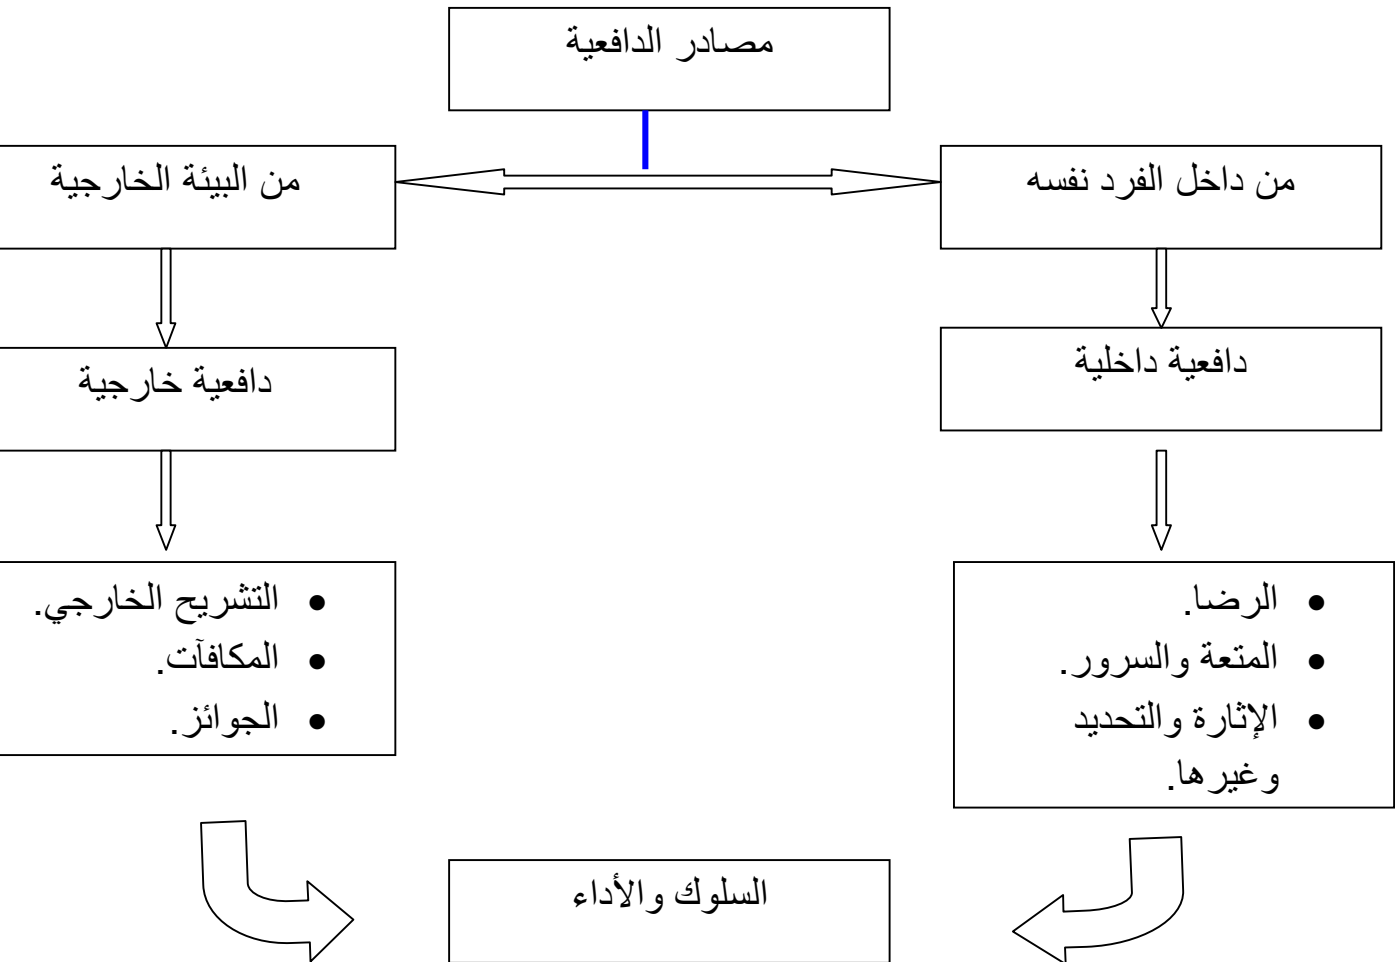 مصادر الدافعية
من داخل الفرد نفسه
من البيئة الخارجية
دافعية داخلية
دافعية خارجية
• الرضا.
• المتعة والسرور.
• الإثارة والتحديد
وغيرها.
• التشريح الخارجي.
• المكافآت.
• الجوائز.
السلوك والأداء